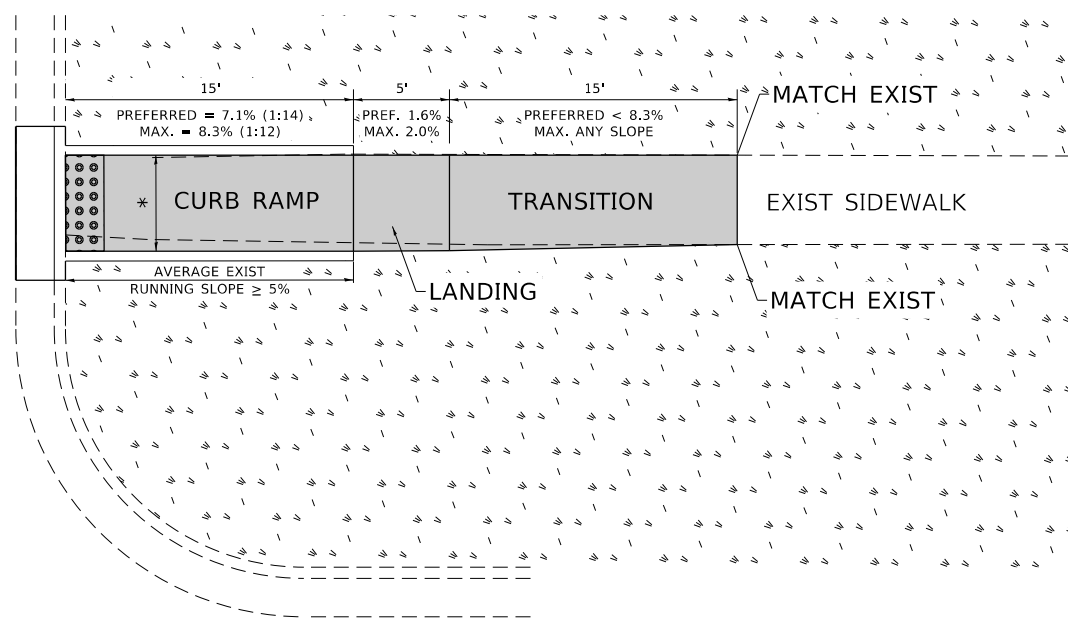 15'
5'
15'
PREFERRED = 7.1% (1:14)
MAX. = 8.3% (1:12)
PREF. 1.6%
MAX. 2.0%
PREFERRED < 8.3%
MAX. ANY SLOPE
MATCH EXIST
*
CURB RAMP
TRANSITION
EXIST SIDEWALK
AVERAGE EXIST
RUNNING SLOPE ≥ 5%
LANDING
MATCH EXIST